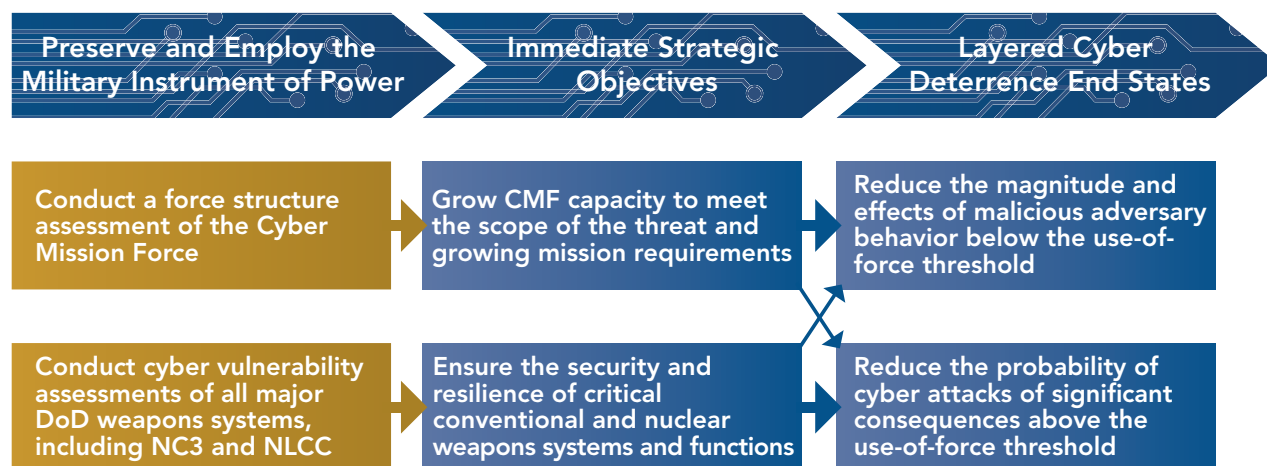 Preserve and Employ the
Military Instrument of Power
Immediate Strategic
Objectives
Layered Cyber
Deterrence End States
Conduct a force structure
assessment of the Cyber
Mission Force
Grow CMF capacity to meet
the scope of the threat and
growing mission requirements
Reduce the magnitude and
effects of malicious adversary
behavior below the use-of-
force threshold
Conduct cyber vulnerability
assessments of all major
DoD weapons systems,
including NC3 and NLCC
Ensure the security and
resilience of critical
conventional and nuclear
weapons systems and functions
Reduce the probability of
cyber attacks of significant
consequences above the
use-of-force threshold